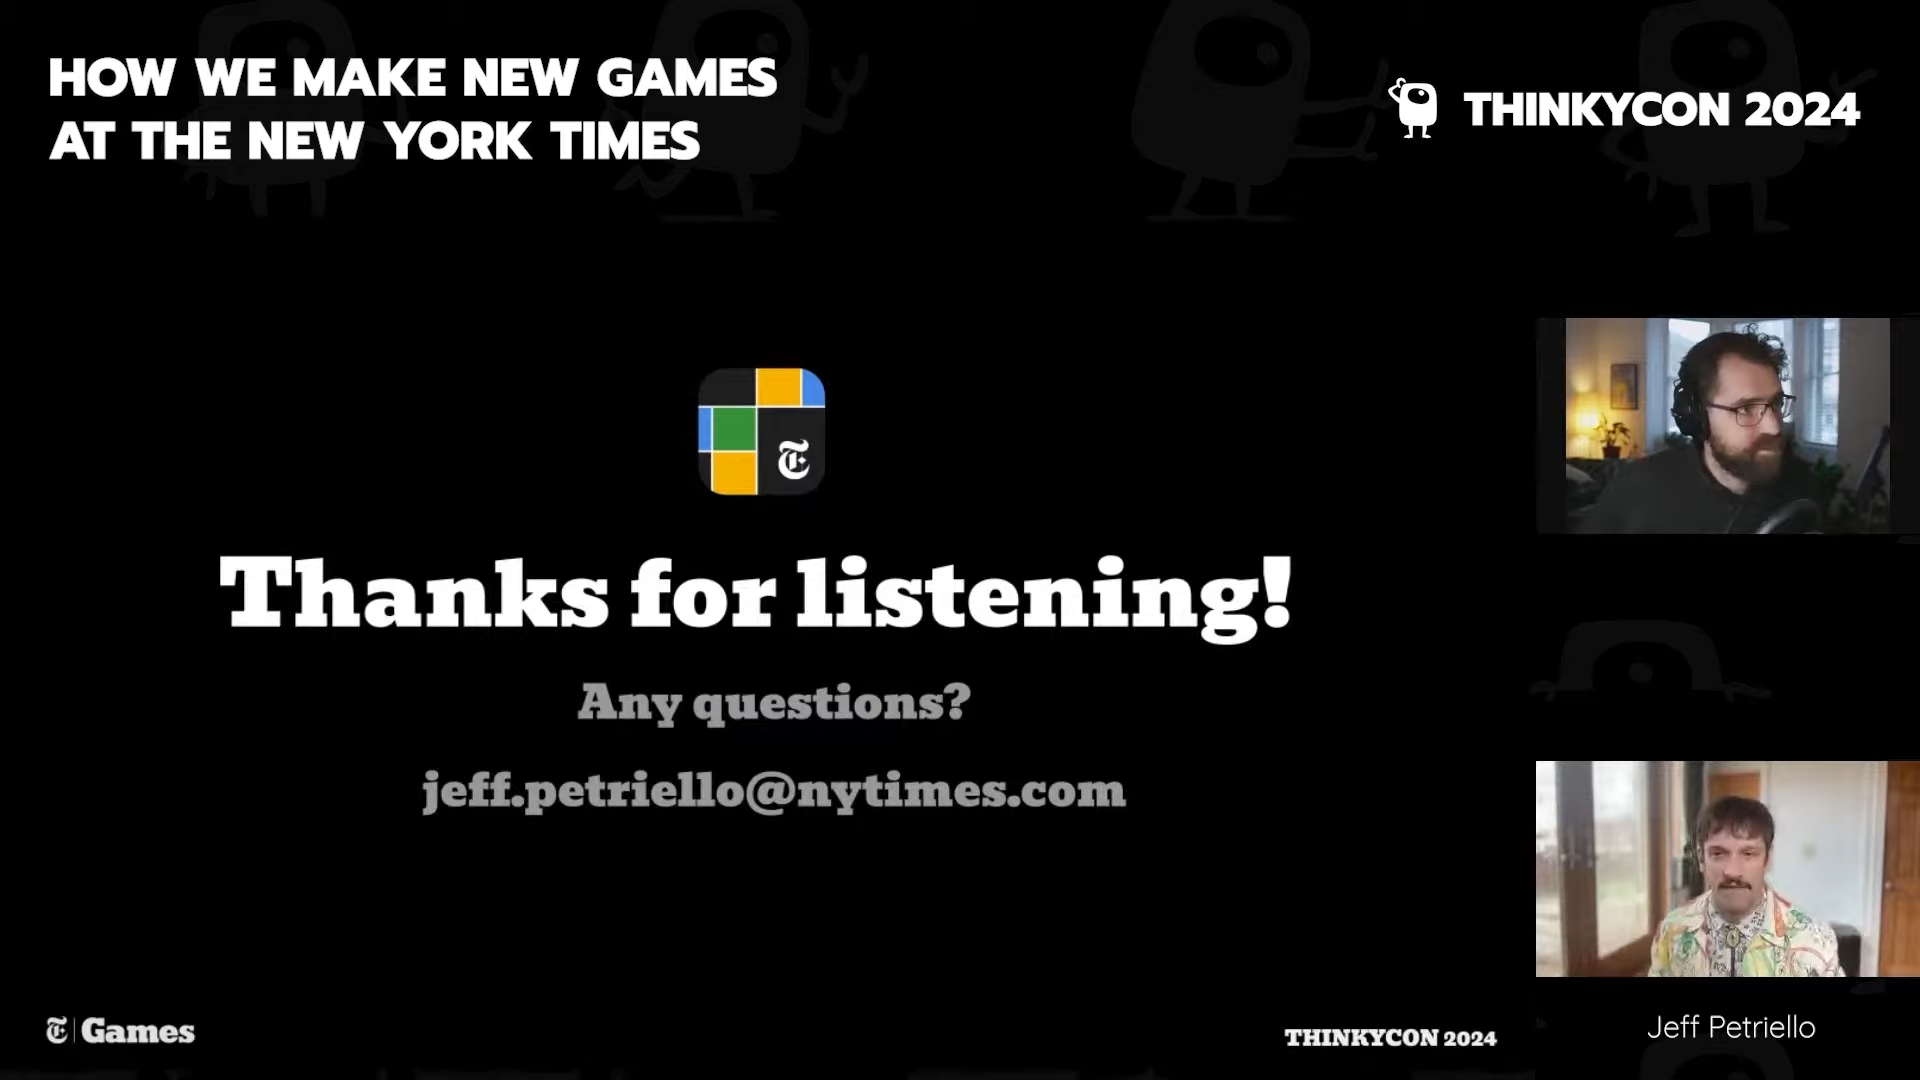 HOW WE MAKE NEW GAMES
AT THE NEW YORK TIMES
THINKYCON 2024
T
Thanks for listening!
Any questions?
jeff.petriello@nytimes.com
T | Games
THINKYCON 2024
Jeff Petriello